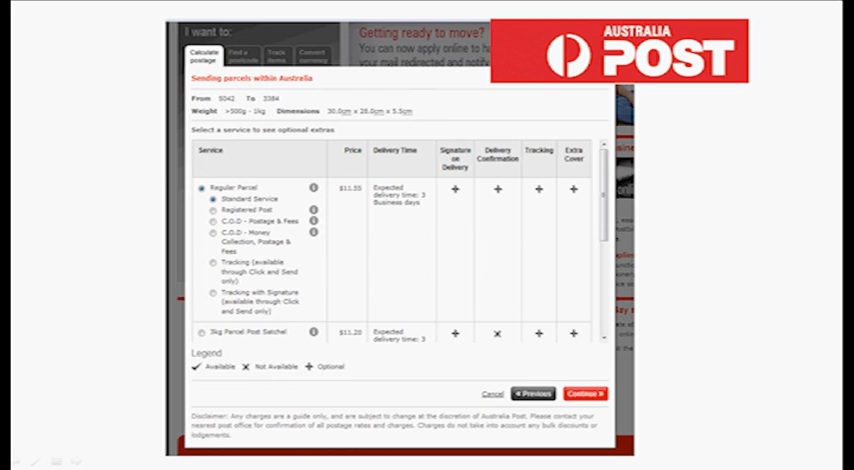 I want to:
Getting ready to move?
You can now apply online to ha
your mail redirected and notify
AUSTRALIA
POST
Calculate postage
Find a postcode
Track items
Convert currency
Sending parcels within Australia
From 5042 To 3384
Weight >500g - 1kg Dimensions 30.0cm x 28.0cm x 5.5cm
Select a service to see optional extras
Service Price Delivery Time Signature on Delivery Delivery Confirmation Tracking Extra Cover
Regular Parcel $11.55 Expected delivery time: 3 Business days
Standard Service
Registered Post
C.O.D - Postage & Fees
C.O.D - Money
Collection, Postage &
Fees
Tracking (available
through Click and Send
only)
Tracking with Signature
(available through Click
and Send only)
3kg Parcel Post Satchel $11.20 Expected
delivery time: 3
Legend
Available Not Available Optional
Cancel « Previous Continue »
Disclaimer: Any charges are a guide only, and are subject to change at the discretion of Australia Post. Please contact your
nearest post office for confirmation of all postage rates and charges. Charges do not take into account any bulk discounts or
lodgements.